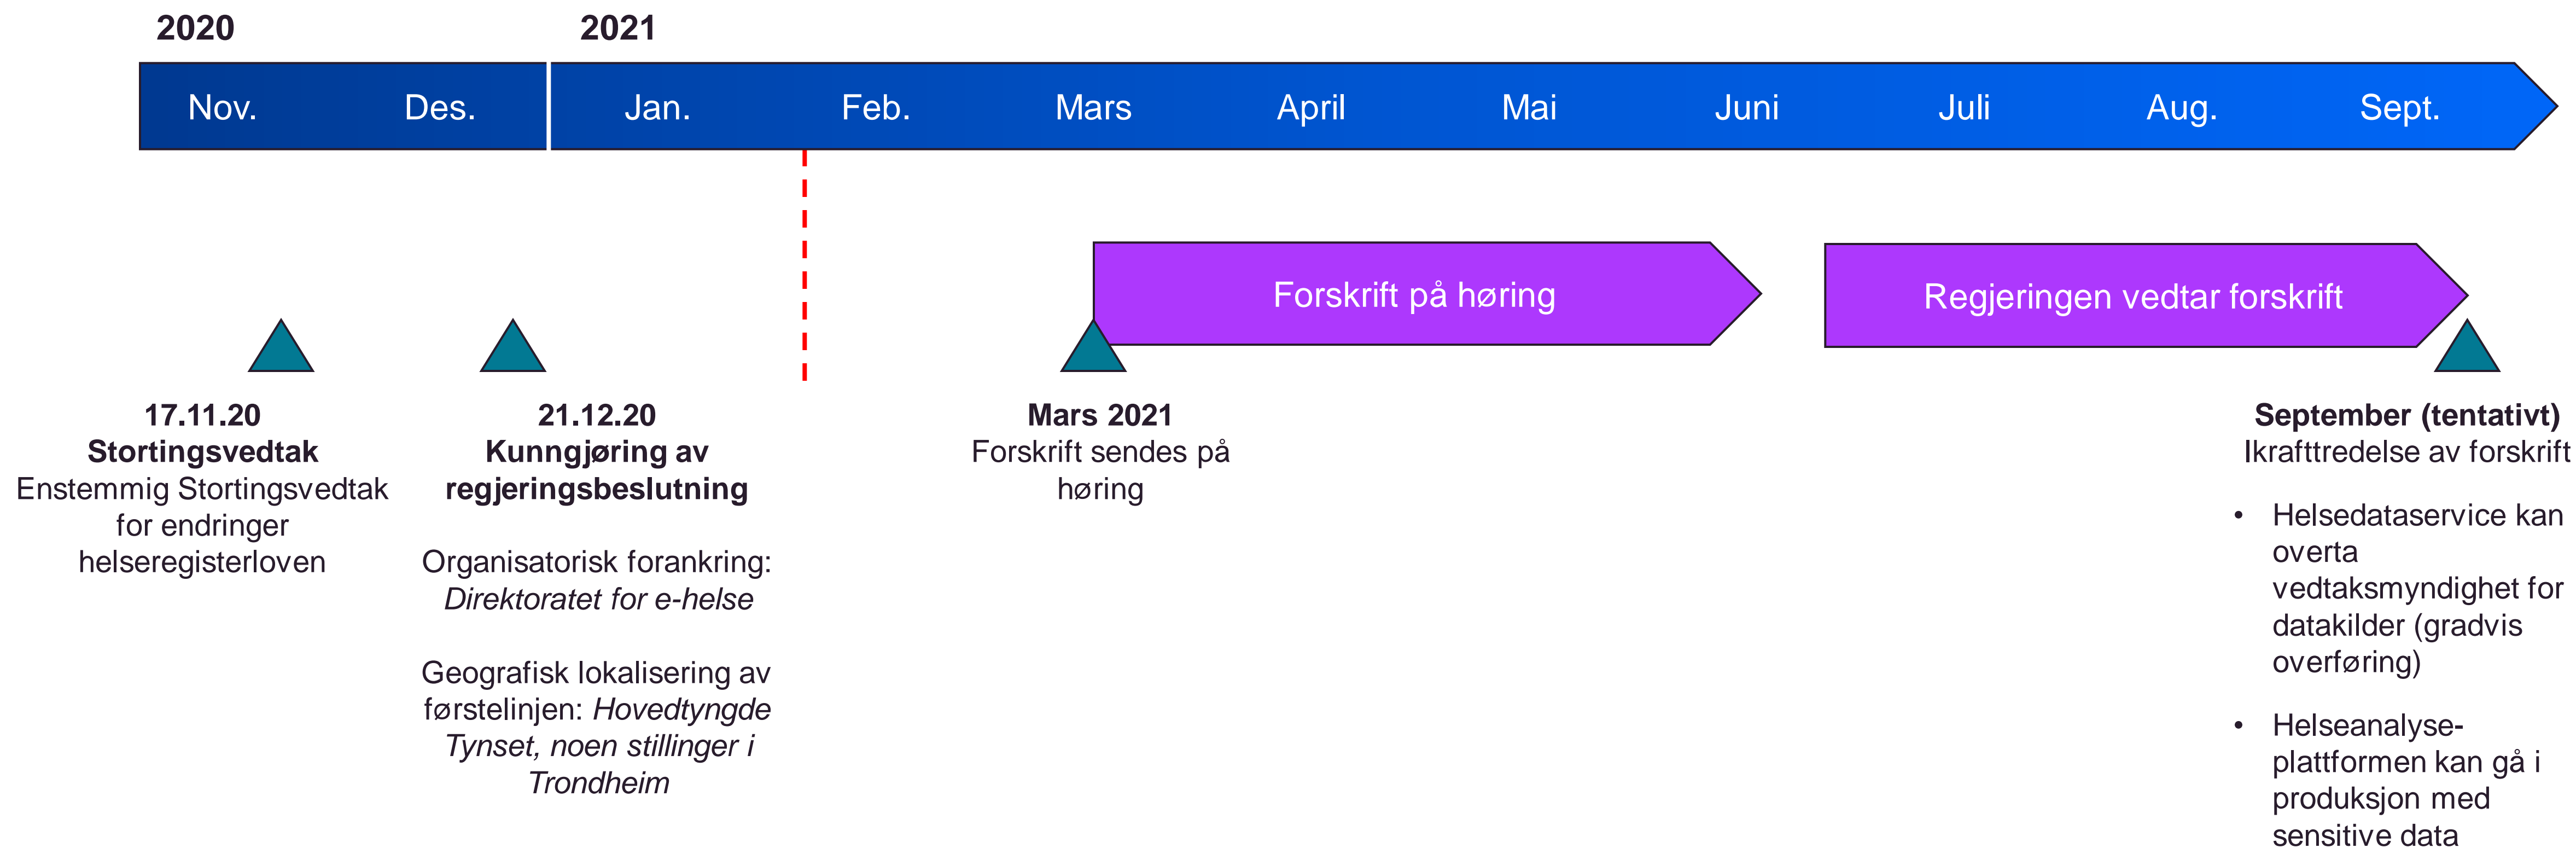 2020
2021
Nov.
Des.
Jan.
Feb.
Mars
April
Mai
Juni
Juli
Aug.
Sept.
Forskrift på høring
Regjeringen vedtar forskrift
17.11.20
Stortingsvedtak
Enstemmig Stortingsvedtak
for endringer
helseregisterloven
21.12.20
Kunngjøring av
regjeringsbeslutning
Organisatorisk forankring:
Direktoratet for e-helse
Geografisk lokalisering av
førstelinjen: Hovedtyngde
Tynset, noen stillinger i
Trondheim
Mars 2021
Forskrift sendes på
høring
September (tentativt)
Ikrafttredelse av forskrift
• Helsedataservice kan
overta
vedtaksmyndighet for
datakilder (gradvis
overføring)
• Helseanalyse-
plattformen kan gå i
produksjon med
sensitive data